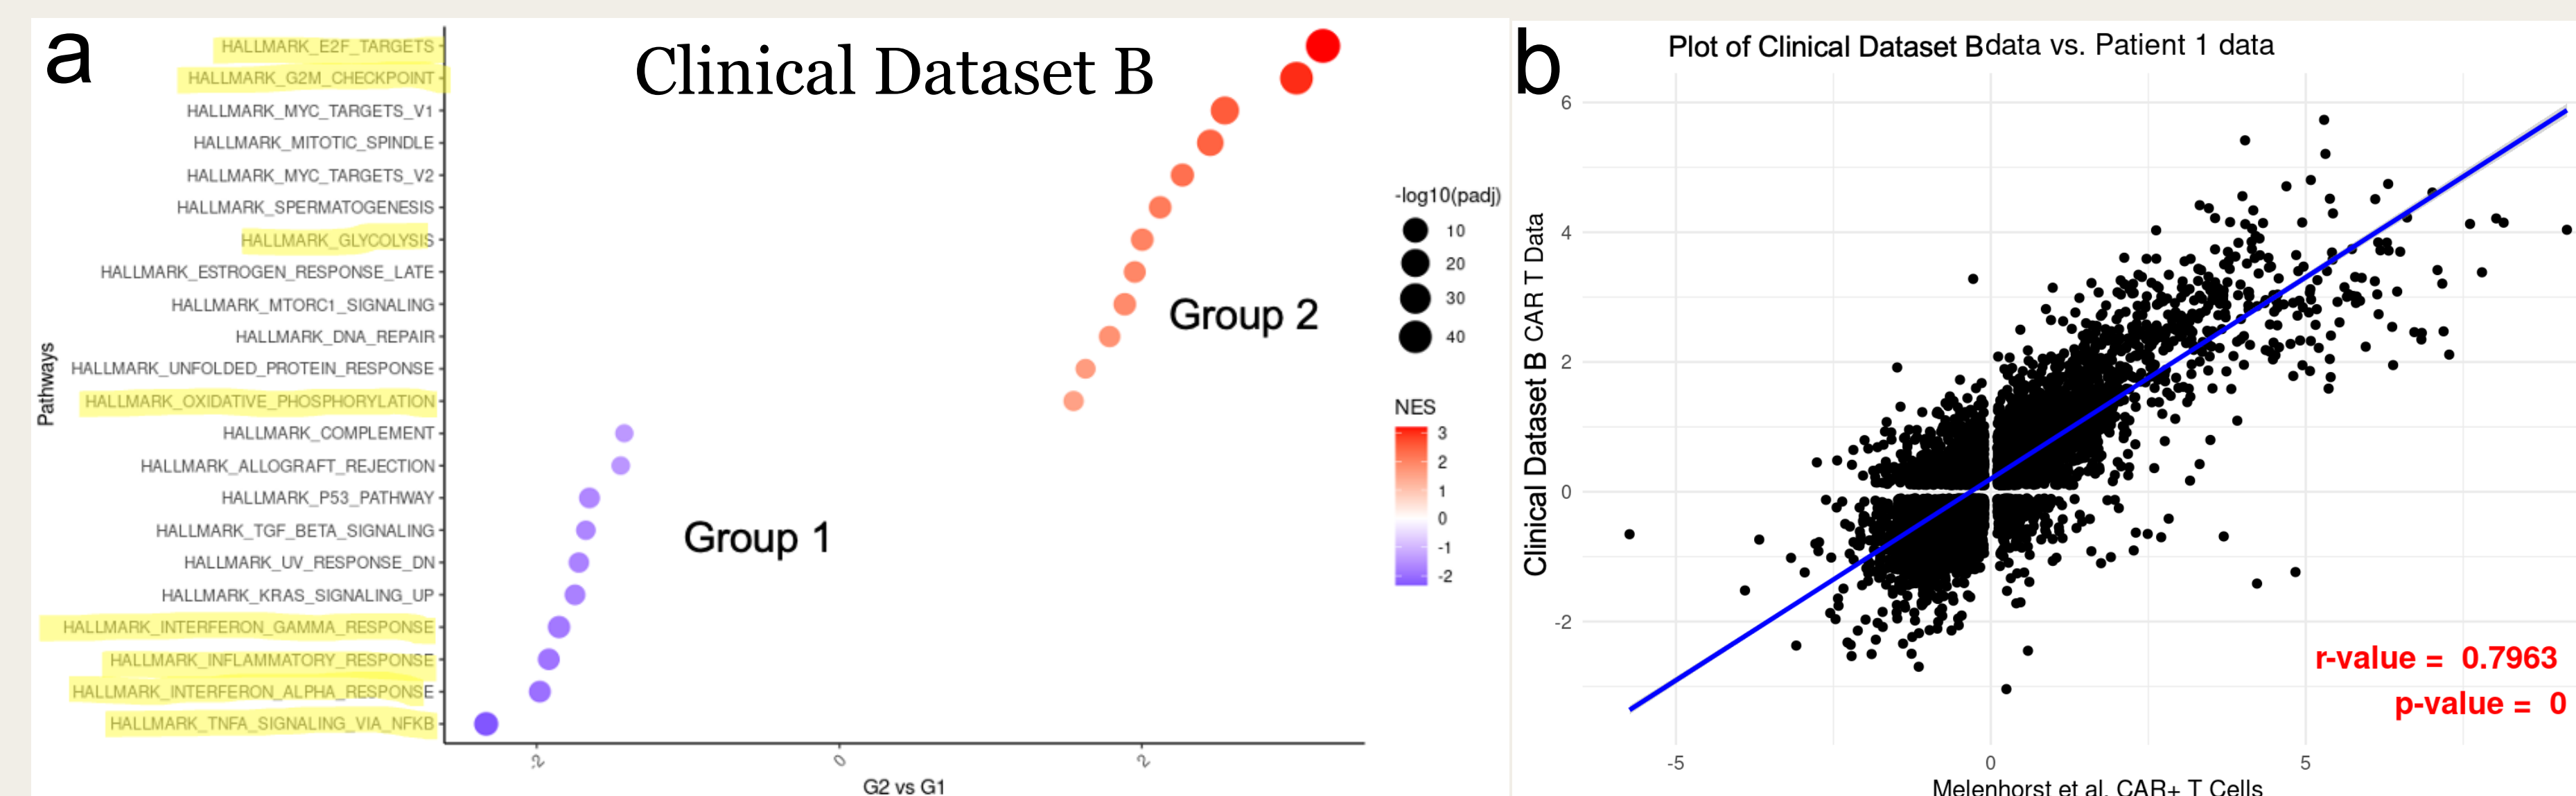 a
Clinical Dataset B
HALLMARK_E2F_TARGETS
HALLMARK_G2M_CHECKPOINT
HALLMARK_MYC_TARGETS_V1
HALLMARK_MITOTIC_SPINDLE
HALLMARK_MYC_TARGETS_V2
HALLMARK_SPERMATOGENESIS
HALLMARK_GLYCOLYSIS
HALLMARK_ESTROGEN_RESPONSE_LATE
HALLMARK_MTORC1_SIGNALING
HALLMARK_DNA_REPAIR
HALLMARK_UNFOLDED_PROTEIN_RESPONSE
HALLMARK_OXIDATIVE_PHOSPHORYLATION
HALLMARK_COMPLEMENT
HALLMARK_ALLOGRAFT_REJECTION
HALLMARK_P53_PATHWAY
HALLMARK_TGF_BETA_SIGNALING
HALLMARK_UV_RESPONSE_DN
HALLMARK_KRAS_SIGNALING_UP
HALLMARK_INTERFERON_GAMMA_RESPONSE
HALLMARK_INFLAMMATORY_RESPONSE
HALLMARK_INTERFERON_ALPHA_RESPONSE
HALLMARK_TNFA_SIGNALING_VIA_NFKB
Pathways
Group 2
Group 1
-2 0 2
G2 vs G1
-log10(padj)
10
20
30
40
NES
3
2
1
0
-1
-2
b
Plot of Clinical Dataset Bdata vs. Patient 1 data
Clinical Dataset B CAR T Data
6
4
2
0
-2
r-value = 0.7963
p-value = 0
-5 0 5
Melenhorst et al. CAR+ T Cells